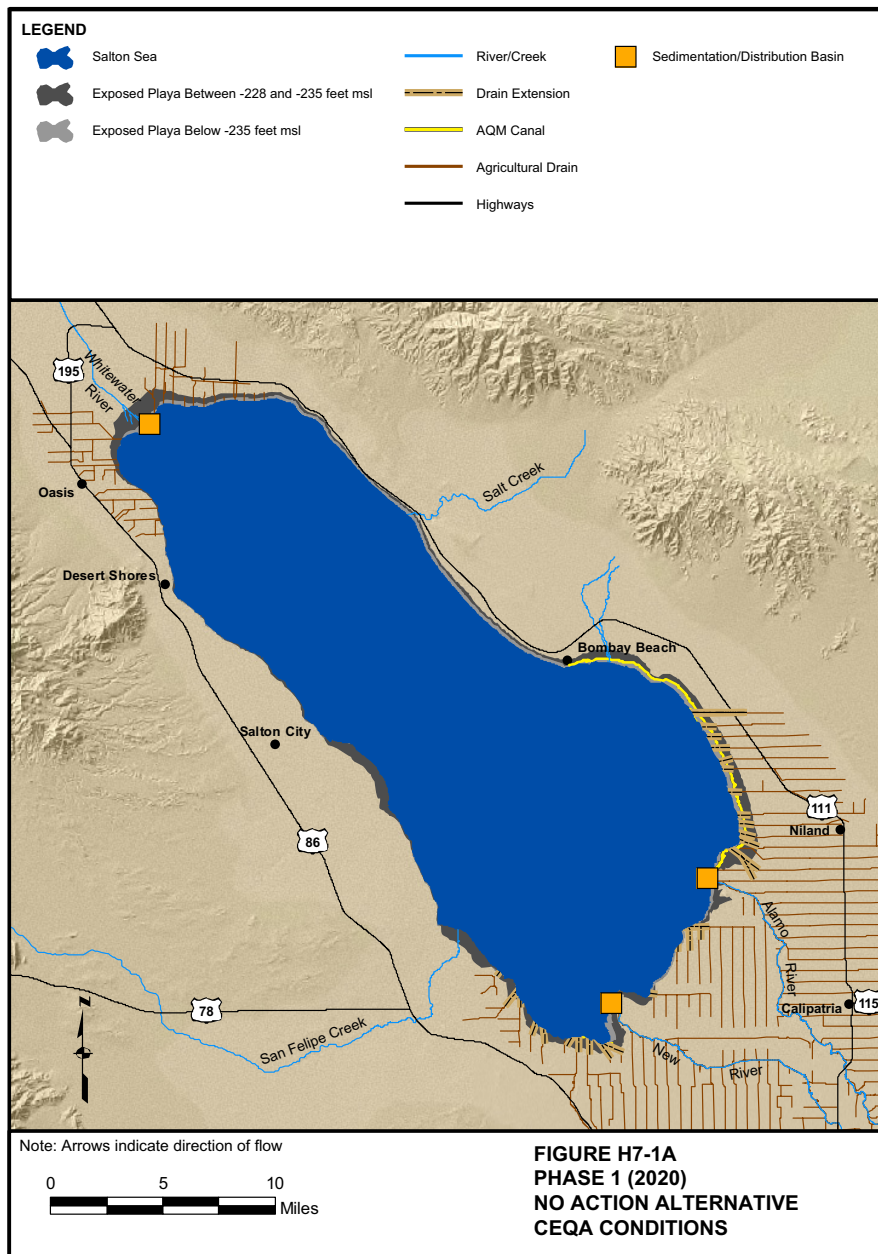 LEGEND
Salton Sea
Exposed Playa Between -228 and -235 feet msl
Exposed Playa Below -235 feet msl
River/Creek
Drain Extension
AQM Canal
Agricultural Drain
Highways
Sedimentation/Distribution Basin
195
Whitewater
River
Oasis
Salt Creek
Desert Shores
Bombay Beach
Salton City
111
Niland
86
Alamo
River
115
Calipatria
78
San Felipe Creek
New
River
N
Note: Arrows indicate direction of flow
0 5 10
Miles
FIGURE H7-1A
PHASE 1 (2020)
NO ACTION ALTERNATIVE
CEQA CONDITIONS